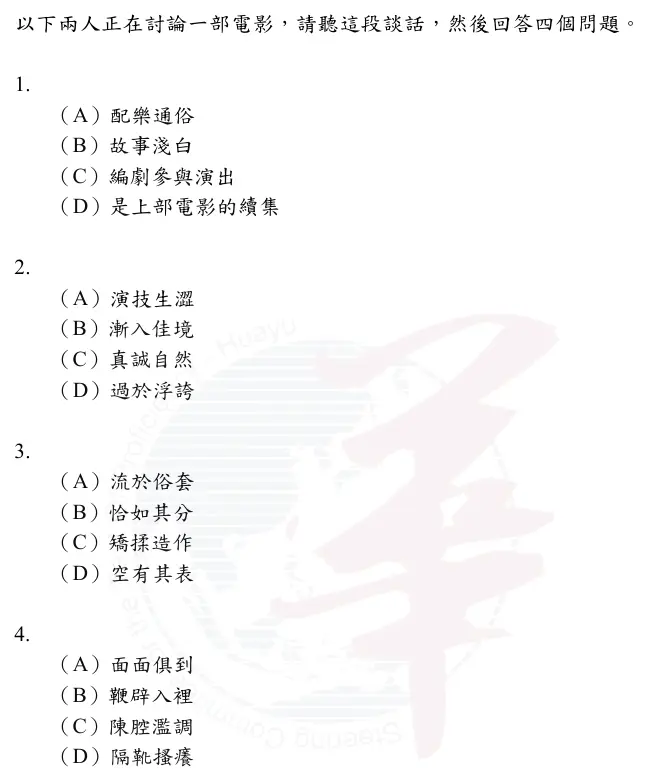 以下兩人正在討論一部電影，請聽這段談話，然後回答四個問題。
1.
（A）配樂通俗
（B）故事淺白
（C）編劇參與演出
（D）是上部電影的續集
2.
（A）演技生澀
（B）漸入佳境
（C）真誠自然
（D）過於浮誇
3.
（A）流於俗套
（B）恰如其分
（C）矯揉造作
（D）空有其表
4.
（A）面面俱到
（B）鞭辟入裡
（C）陳腔濫調
（D）隔靴搔癢
華